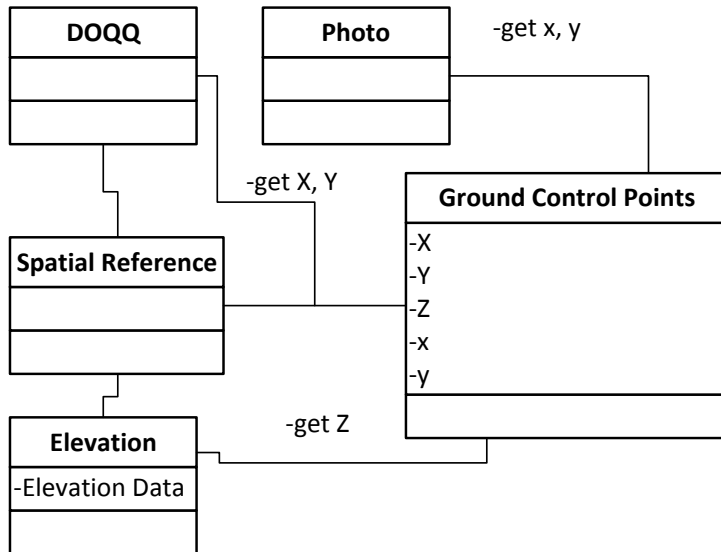 DOQQ
Photo
-get x, y
-get X, Y
Ground Control Points
-X
-Y
-Z
-x
-y
Spatial Reference
Elevation
-Elevation Data
-get Z